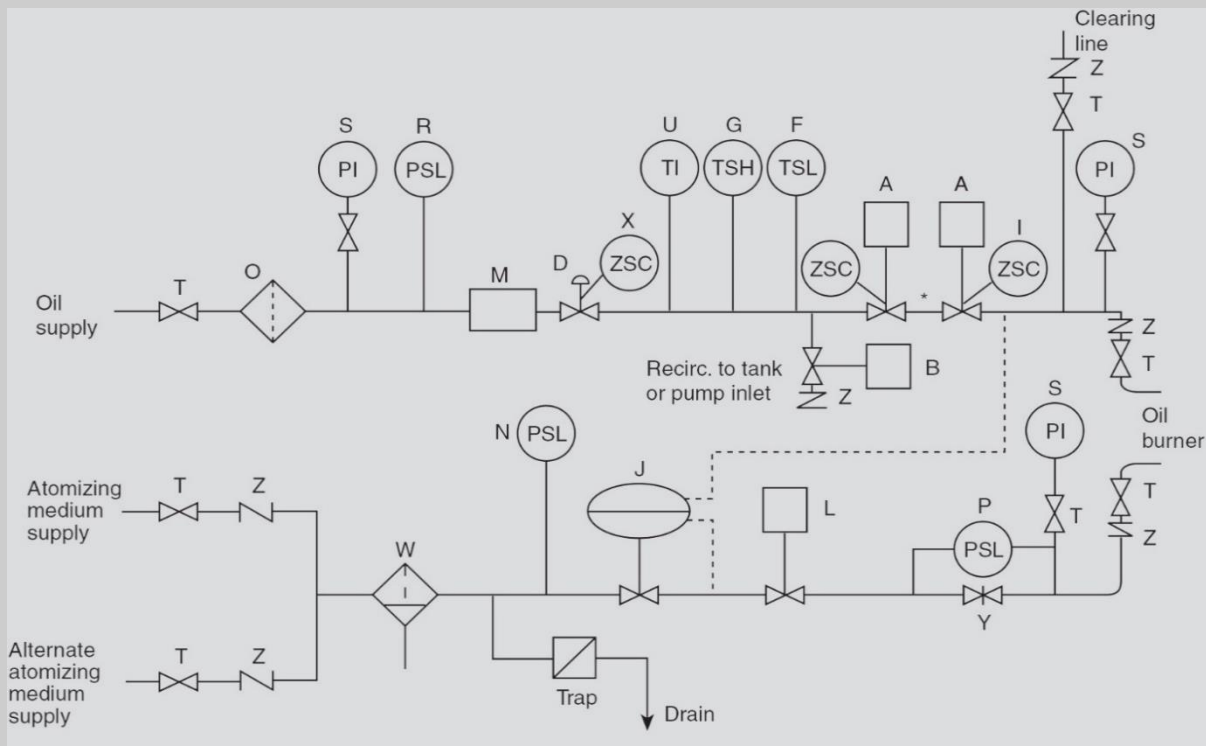 Clearing
line
Z
T
S
R
U
G
F
S
PI
PSL
TI
TSH
TSL
A
A
PI
X
I
D
ZSC
ZSC
ZSC
O
M
*
T
Oil
supply
Z
T
Recirc. to tank
or pump inlet
B
Z
S
Oil
burner
N
PSL
PI
J
Atomizing
medium
supply
T
Z
L
P
T
T
PSL
Z
W
Y
Alternate
atomizing
medium
supply
T
Z
Trap
Drain